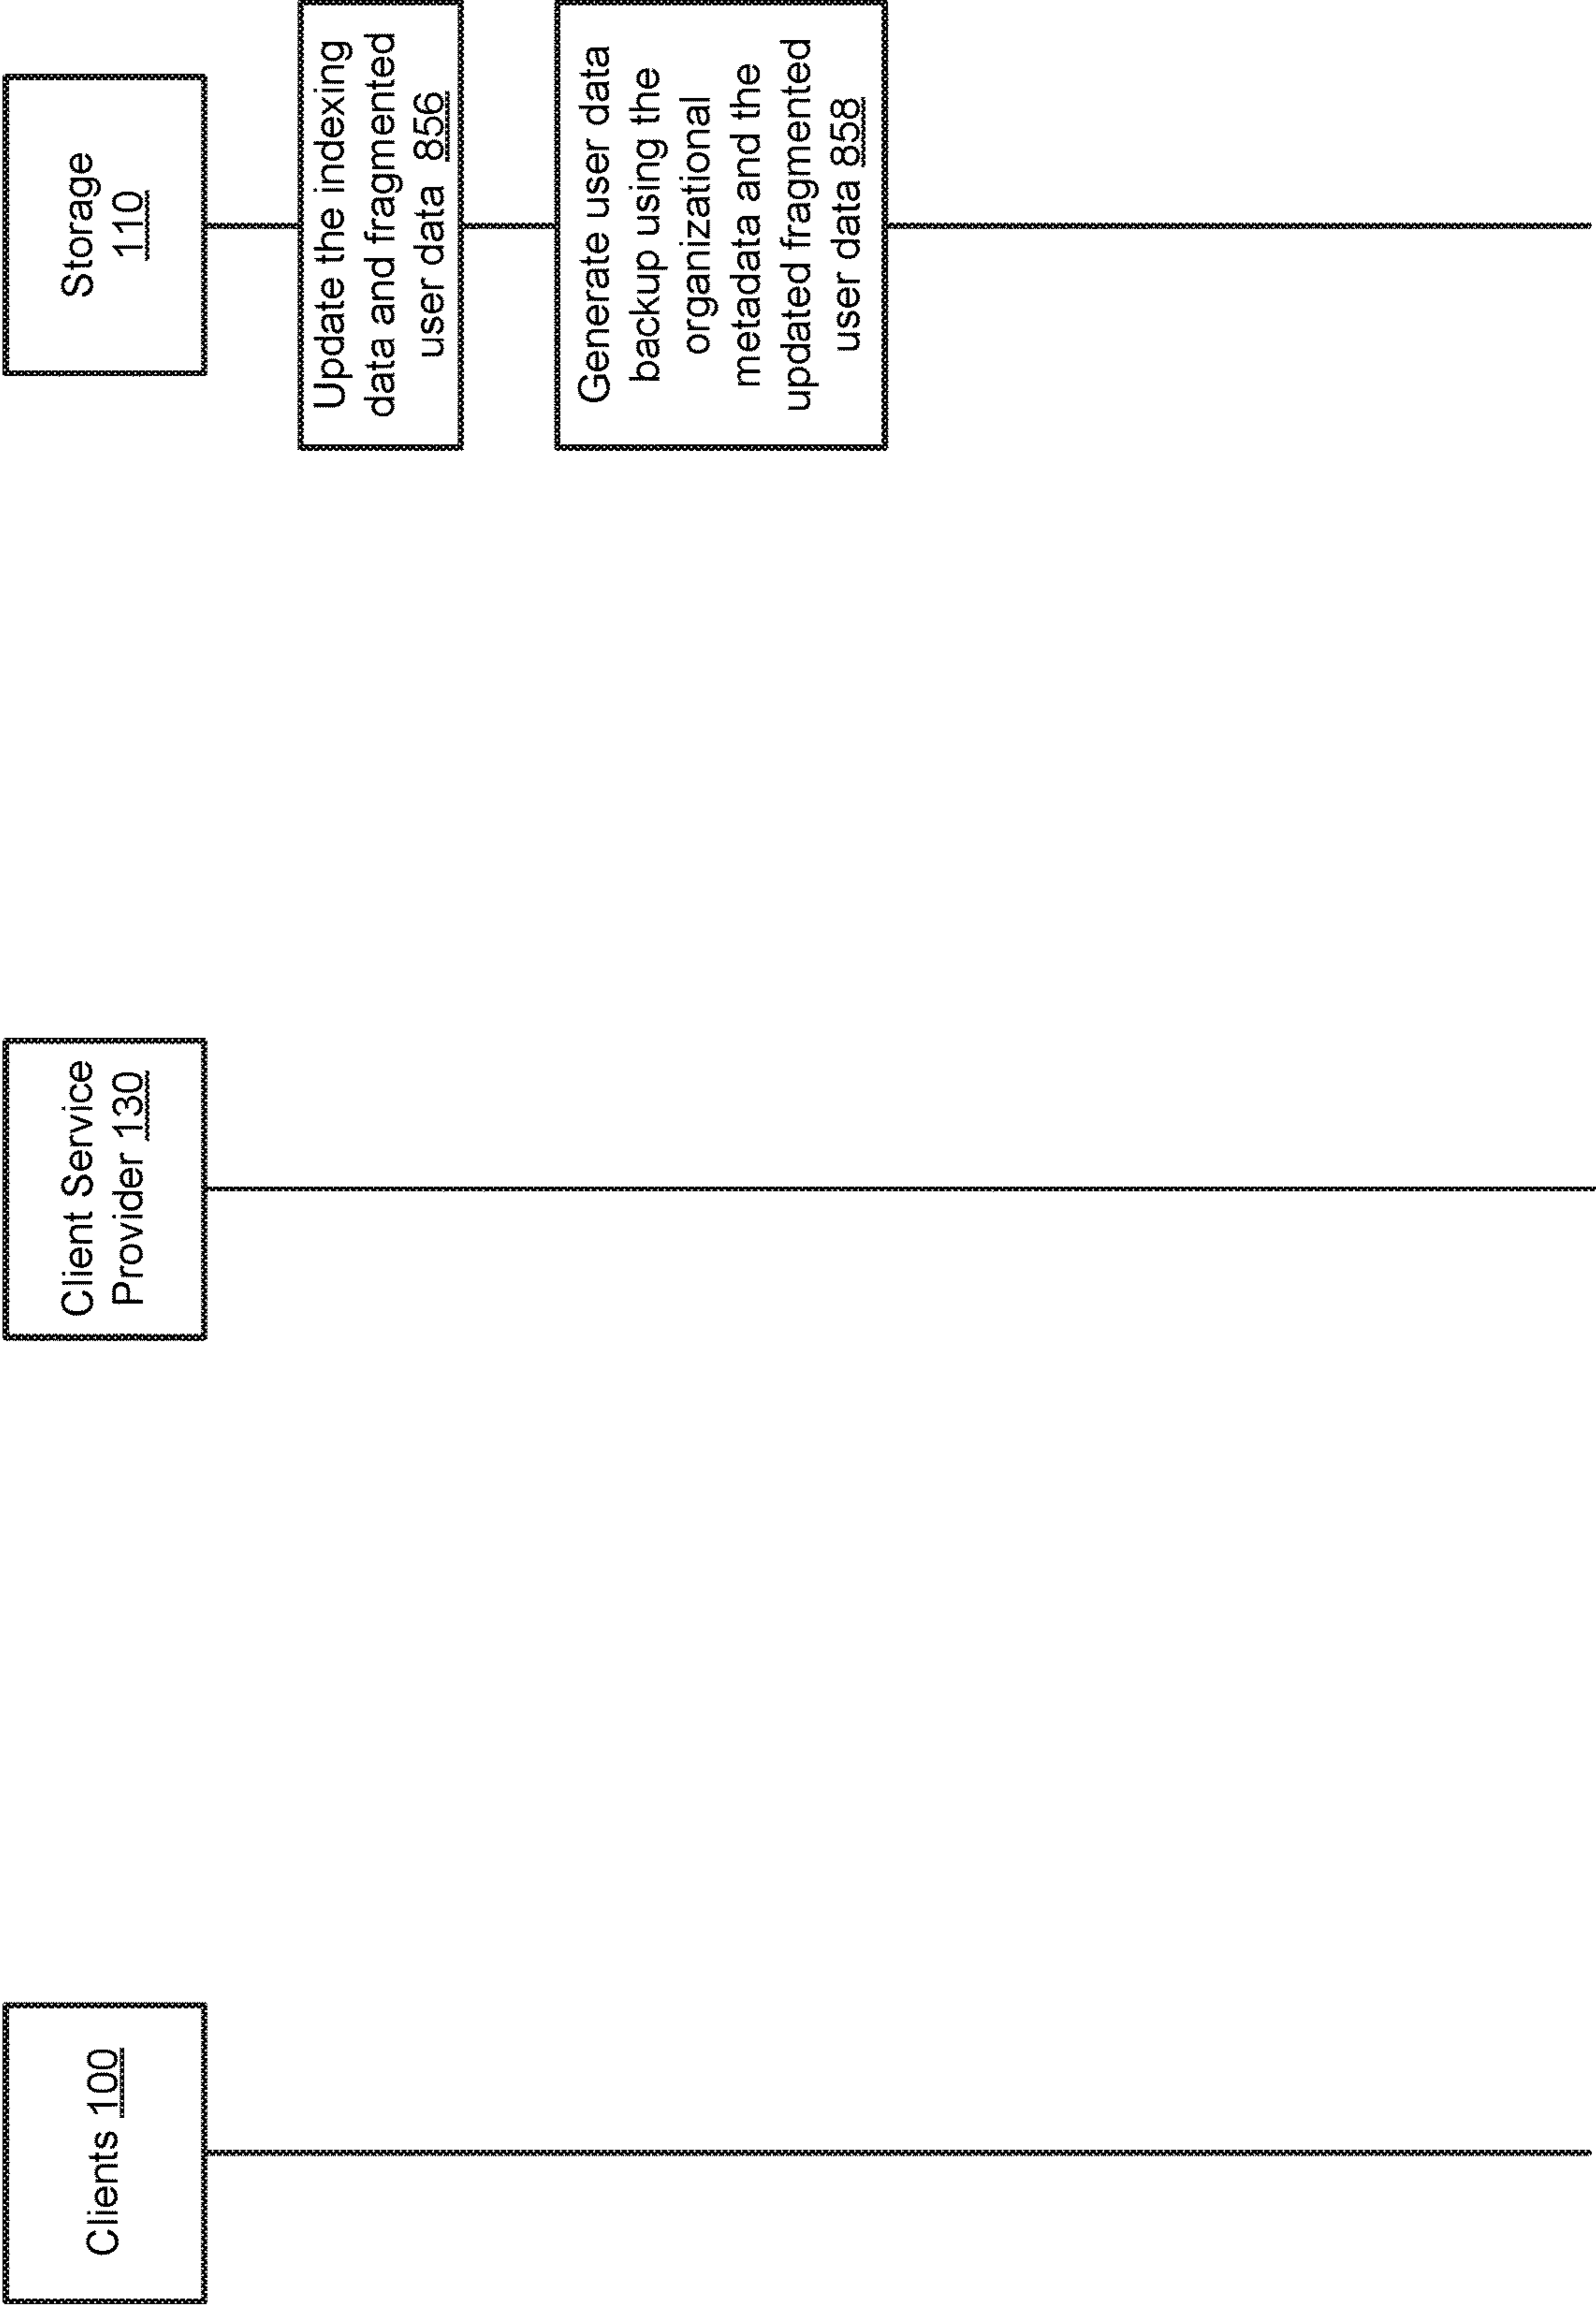 Clients 100
Client Service
Provider 130
Storage
110
Update the indexing
data and fragmented
user data 856
Generate user data
backup using the
organizational
metadata and the
updated fragmented
user data 858